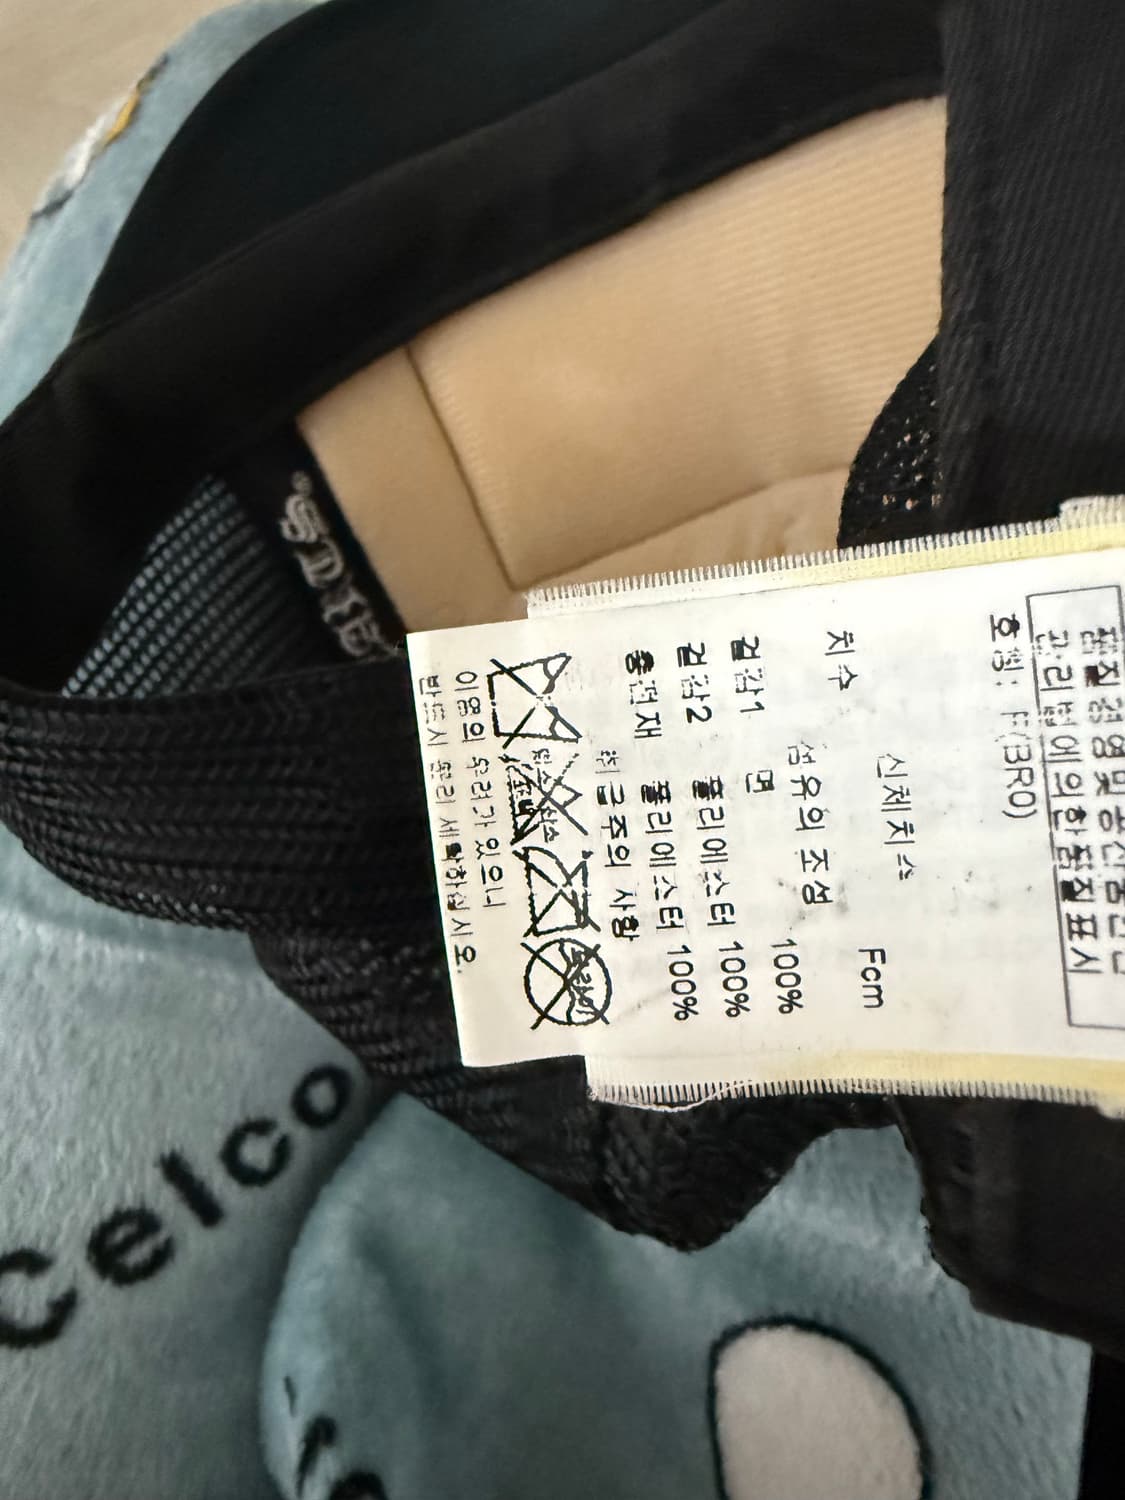 품질경영 및 공산품안전
관리법에 의한 품질표시
호칭: F(BRO)
신체치수
치수 Fcm
섬유의 조성
겉감1 면 100%
겉감2 폴리에스터 100%
충전재 폴리에스터 100%
취급주의 사항
이염의 우려가 있으니
반드시 분리 세탁하십시오.
celco